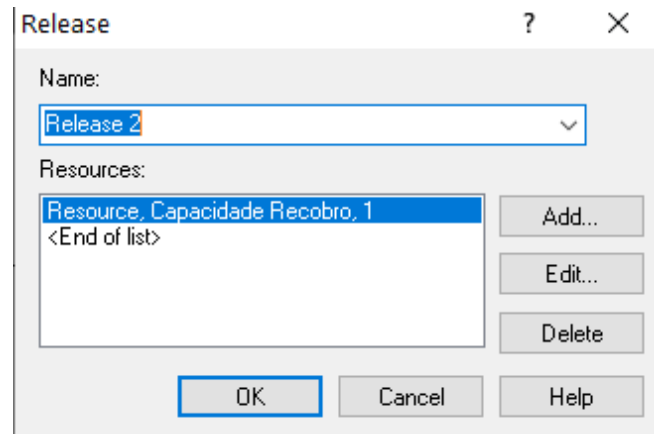 Release ? X
Name:
Release 2
Resources:
Resource, Capacidade Recobro, 1
<End of list>
Add...
Edit...
Delete
OK Cancel Help